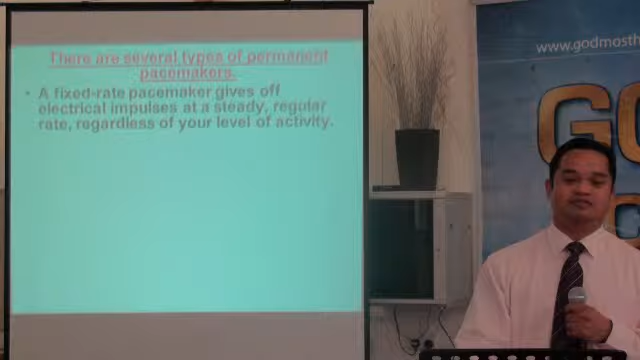 There are several types of permanent
pacemakers.
• A fixed-rate pacemaker gives off
electrical impulses at a steady, regular
rate, regardless of your level of activity.
www.godmosth
GO